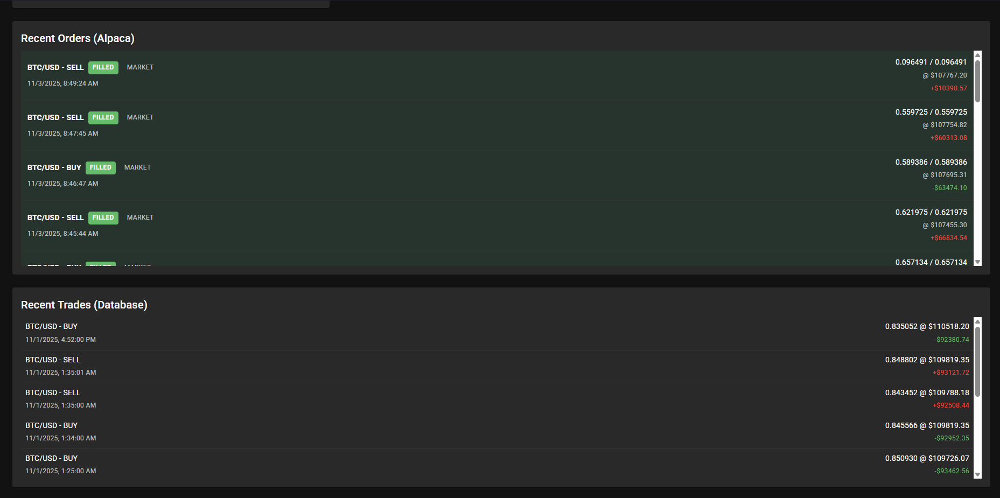 Recent Orders (Alpaca)
BTC/USD - SELL FILLED MARKET
0.096491 / 0.096491
11/3/2025, 8:49:24 AM
@ $107767.20
+$10398.57
BTC/USD - SELL FILLED MARKET
0.559725 / 0.559725
11/3/2025, 8:47:45 AM
@ $107754.82
+$60313.08
BTC/USD - BUY FILLED MARKET
0.589386 / 0.589386
11/3/2025, 8:46:47 AM
@ $107695.31
-$63474.10
BTC/USD - SELL FILLED MARKET
0.621975 / 0.621975
11/3/2025, 8:45:44 AM
@ $107455.30
+$66834.54
BTC/USD - BUY FILLED MARKET
0.657134 / 0.657134
Recent Trades (Database)
BTC/USD - BUY
0.835052 @ $110518.20
11/1/2025, 4:52:00 PM
-$92380.74
BTC/USD - SELL
0.848802 @ $109819.35
11/1/2025, 1:35:01 AM
+$93121.72
BTC/USD - SELL
0.843452 @ $109788.18
11/1/2025, 1:35:00 AM
+$92508.44
BTC/USD - BUY
0.845566 @ $109819.35
11/1/2025, 1:34:00 AM
-$92952.35
BTC/USD - BUY
0.850930 @ $109726.07
11/1/2025, 1:25:00 AM
-$93462.56